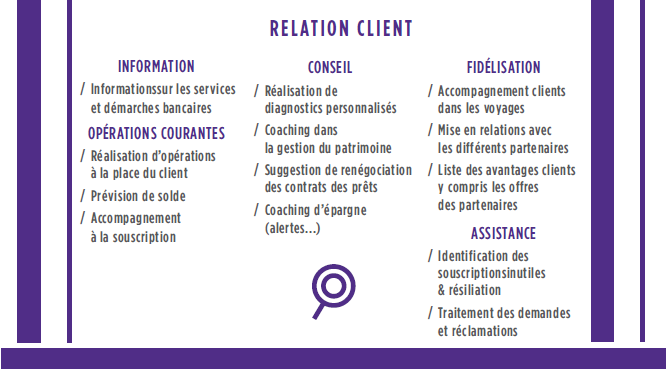 RELATION CLIENT
INFORMATION
/ Informationssur les services
et démarches bancaires
OPÉRATIONS COURANTES
/ Réalisation d'opérations
à la place du client
/ Prévision de solde
/ Accompagnement
à la souscription
CONSEIL
/ Réalisation de
diagnostics personnalisés
/ Coaching dans
la gestion du patrimoine
/ Suggestion de renégociation
des contrats des prêts
/ Coaching d'épargne
(alertes...)
FIDÉLISATION
/ Accompagnement clients
dans les voyages
/ Mise en relations avec
les différents partenaires
/ Liste des avantages clients
y compris les offres
des partenaires
ASSISTANCE
/ Identification des
souscriptionsinutiles
& résiliation
/ Traitement des demandes
et réclamations